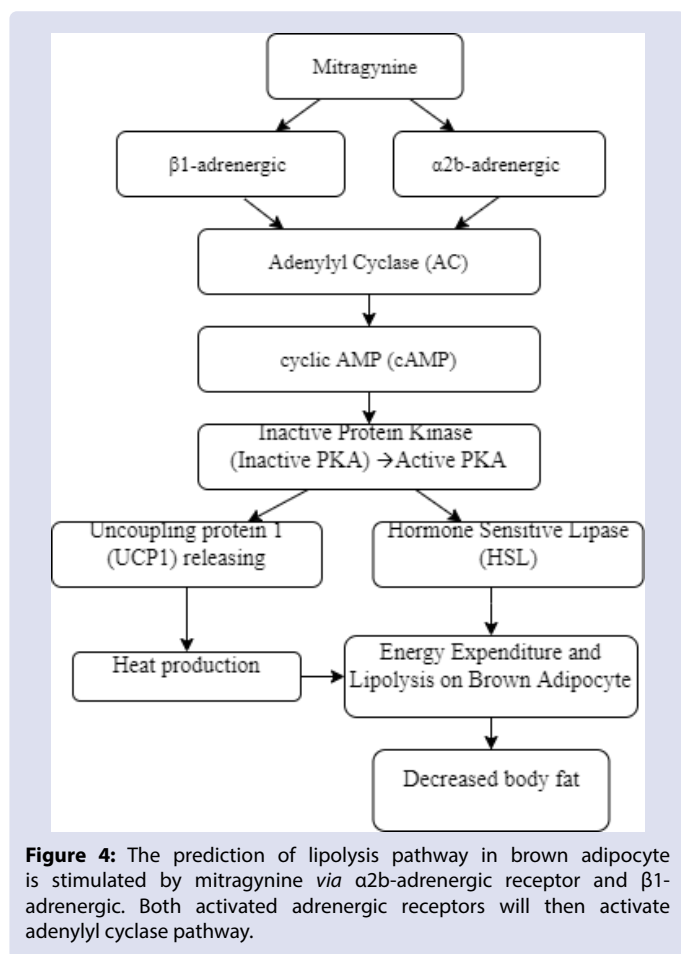 Mitragynine
β1-adrenergic
α2b-adrenergic
Adenylyl Cyclase (AC)
cyclic AMP (cAMP)
Inactive Protein Kinase
(Inactive PKA) →Active PKA
Uncoupling protein 1
(UCP1) releasing
Hormone Sensitive Lipase
(HSL)
Heat production
Energy Expenditure and
Lipolysis on Brown Adipocyte
Decreased body fat
Figure 4: The prediction of lipolysis pathway in brown adipocyte
is stimulated by mitragynine via α2b-adrenergic receptor and β1-
adrenergic. Both activated adrenergic receptors will then activate
adenylyl cyclase pathway.